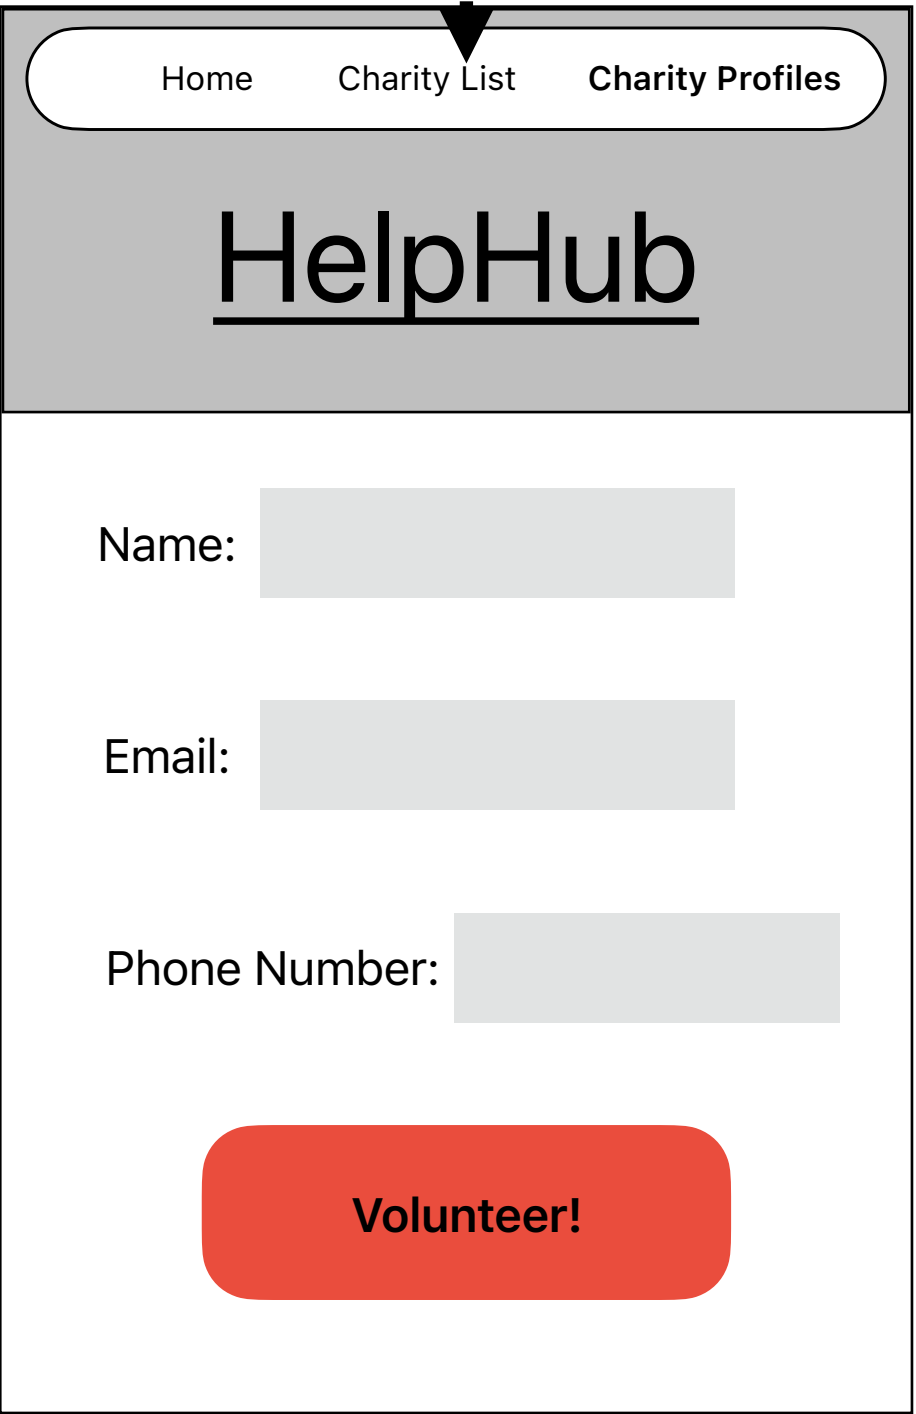 Home Charity List Charity Profiles
HelpHub
Name:
Email:
Phone Number:
Volunteer!